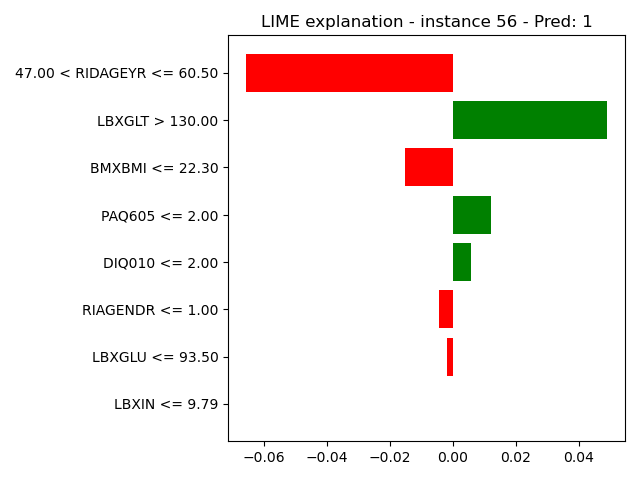 LIME explanation - instance 56 - Pred: 1
47.00 < RIDAGEYR <= 60.50
LBXGLT > 130.00
BMXBMI <= 22.30
PAQ605 <= 2.00
DIQ010 <= 2.00
RIAGENDR <= 1.00
LBXGLU <= 93.50
LBXIN <= 9.79
−0.06 −0.04 −0.02 0.00 0.02 0.04